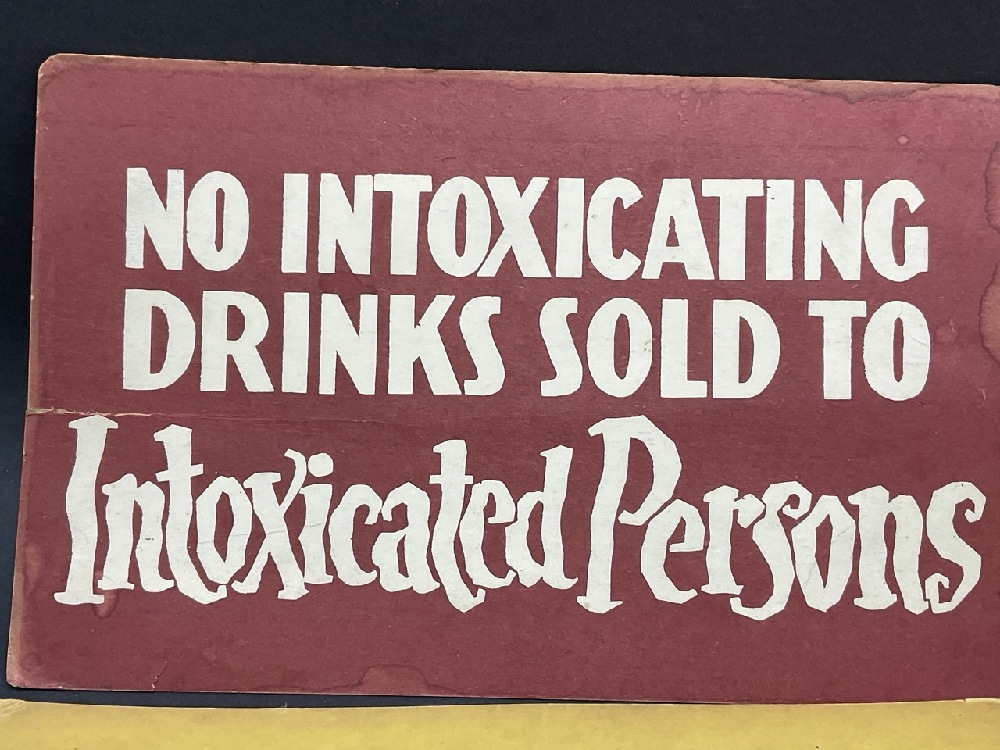 NO INTOXICATING
DRINKS SOLD TO
Intoxicated Persons